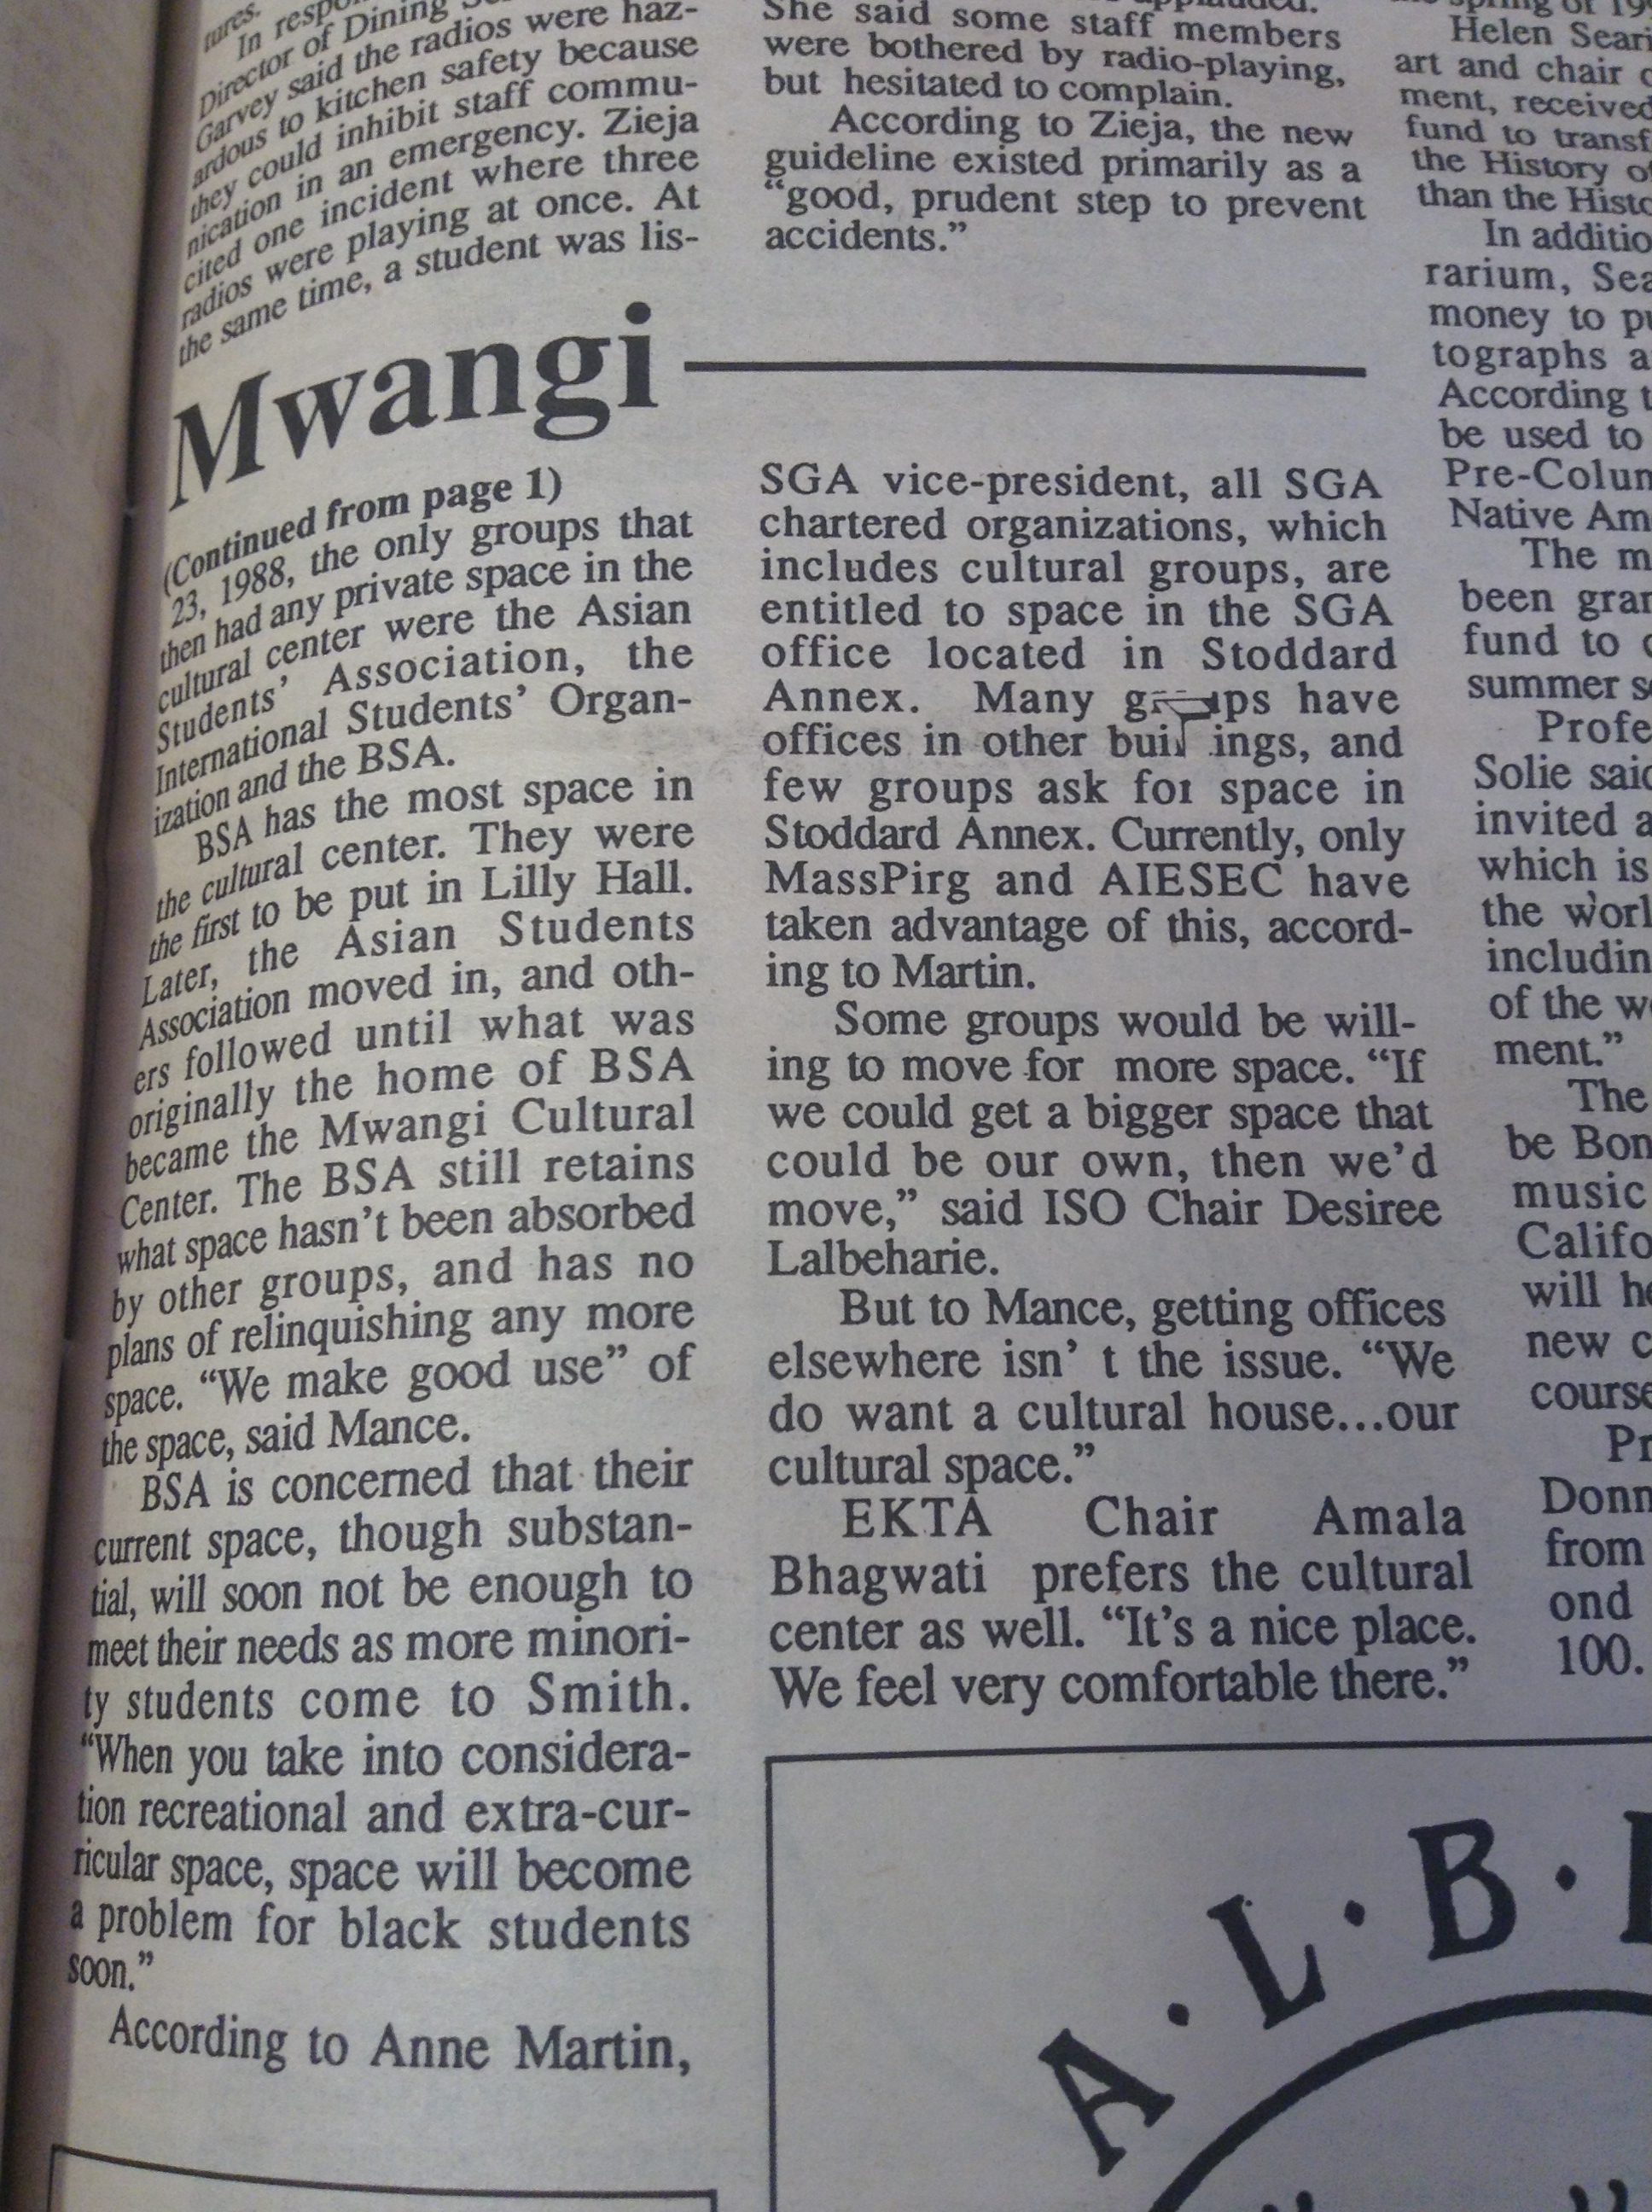 tures.
In respo
Director of Dining
Garvey said the radios were haz-
ardous to kitchen safety because
they could inhibit staff commu-
nication in an emergency. Zieja
cited one incident where three
radios were playing at once. At
the same time, a student was lis-
She said some staff members
were bothered by radio-playing,
but hesitated to complain.
According to Zieja, the new
guideline existed primarily as a
“good, prudent step to prevent
accidents.”
Mwangi
(Continued from page 1)
23, 1988, the only groups that
then had any private space in the
cultural center were the Asian
Students’ Association, the
International Students’ Organ-
ization and the BSA.
BSA has the most space in
the cultural center. They were
the first to be put in Lilly Hall.
Later, the Asian Students
Association moved in, and oth-
ers followed until what was
originally the home of BSA
became the Mwangi Cultural
Center. The BSA still retains
what space hasn’t been absorbed
by other groups, and has no
plans of relinquishing any more
space. “We make good use” of
the space, said Mance.
BSA is concerned that their
current space, though substan-
tial, will soon not be enough to
meet their needs as more minori-
ty students come to Smith.
“When you take into considera-
tion recreational and extra-cur-
ricular space, space will become
a problem for black students
soon.”
According to Anne Martin,
SGA vice-president, all SGA
chartered organizations, which
includes cultural groups, are
entitled to space in the SGA
office located in Stoddard
Annex. Many groups have
offices in other buildings, and
few groups ask for space in
Stoddard Annex. Currently, only
MassPirg and AIESEC have
taken advantage of this, accord-
ing to Martin.
Some groups would be will-
ing to move for more space. “If
we could get a bigger space that
could be our own, then we’d
move,” said ISO Chair Desiree
Lalbeharie.
But to Mance, getting offices
elsewhere isn’ t the issue. “We
do want a cultural house...our
cultural space.”
EKTA Chair Amala
Bhagwati prefers the cultural
center as well. “It’s a nice place.
We feel very comfortable there.”
Helen Seari
art and chair
ment, received
fund to transf
the History of
than the Histo
In additio
rarium, Sea
money to pu
tographs a
According t
be used to
Pre-Colum
Native Am
The m
been gran
fund to
summer se
Profe
Solie said
invited a
which is
the worl
includin
of the wo
ment.”
The
be Bon
music
Califo
will he
new c
course
Pr
Donn
from
ond
100.
A·L·B·